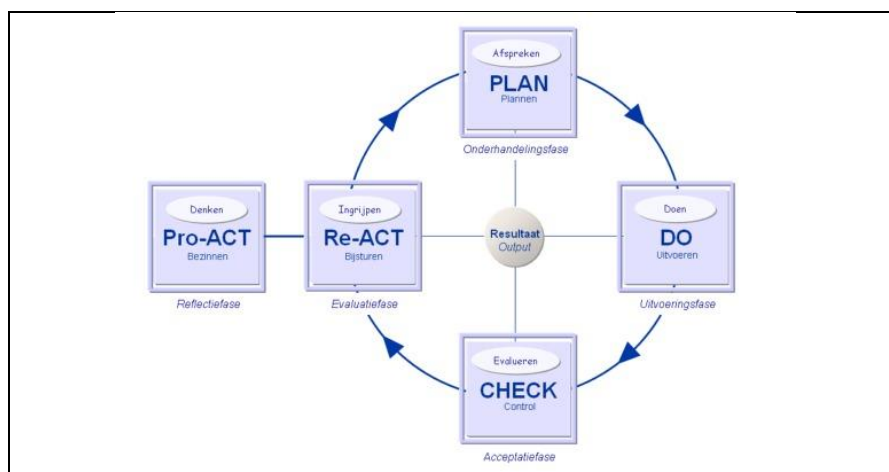 Afspreken
PLAN
Plannen
Onderhandelingsfase
Denken
Pro-ACT
Bezinnen
Reflectiefase
Ingrijpen
Re-ACT
Bijsturen
Evaluatiefase
Resultaat
Output
Doen
DO
Uitvoeren
Uitvoeringsfase
Evalueren
CHECK
Control
Acceptatiefase